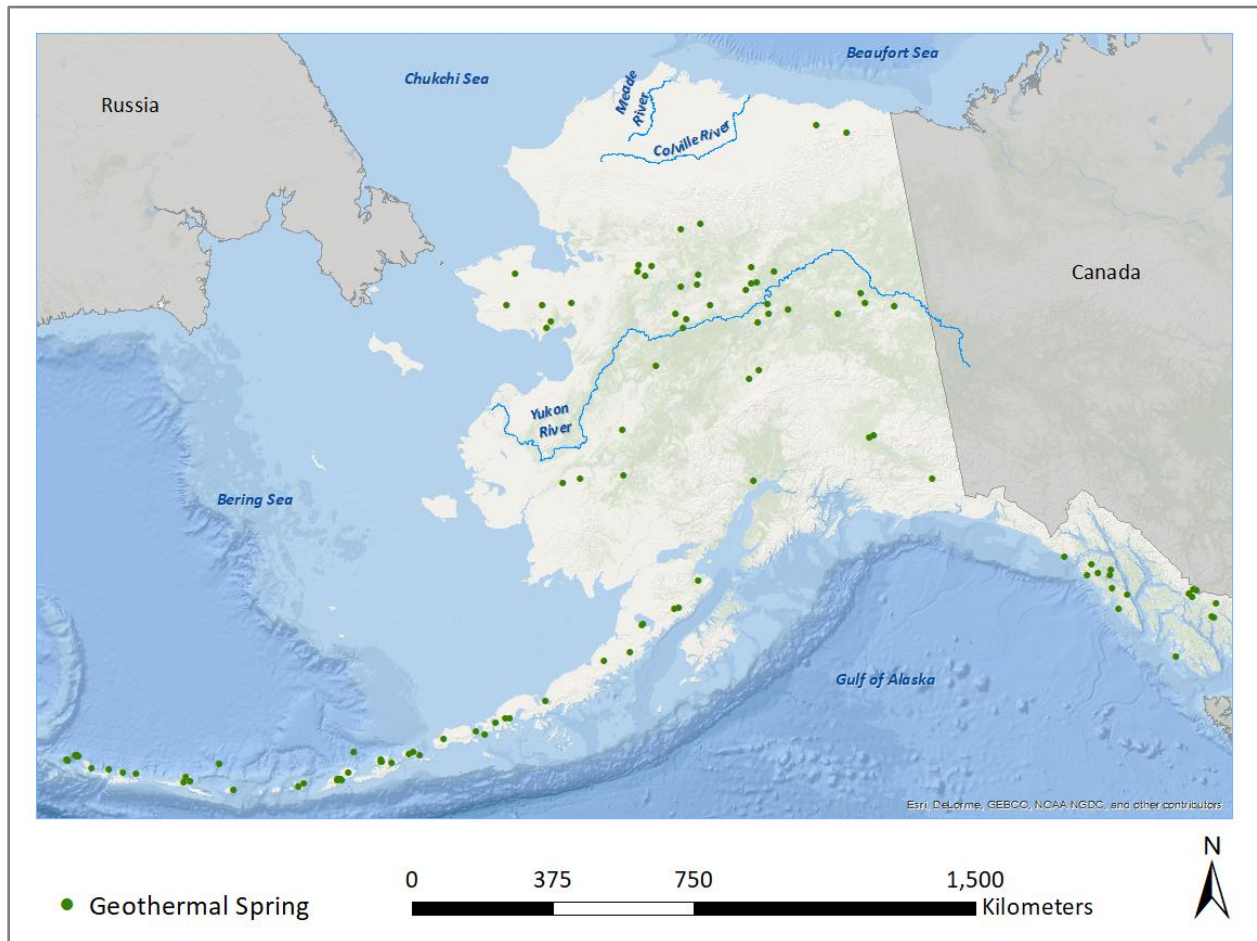 Beaufort Sea
Chukchi Sea
Russia
Meade
River
Colville River
Canada
Yukon
River
Bering Sea
Gulf of Alaska
Esri, DeLorme, GEBCO, NOAA NGDC, and other contributors
N
0 375 750 1,500
Geothermal Spring
Kilometers